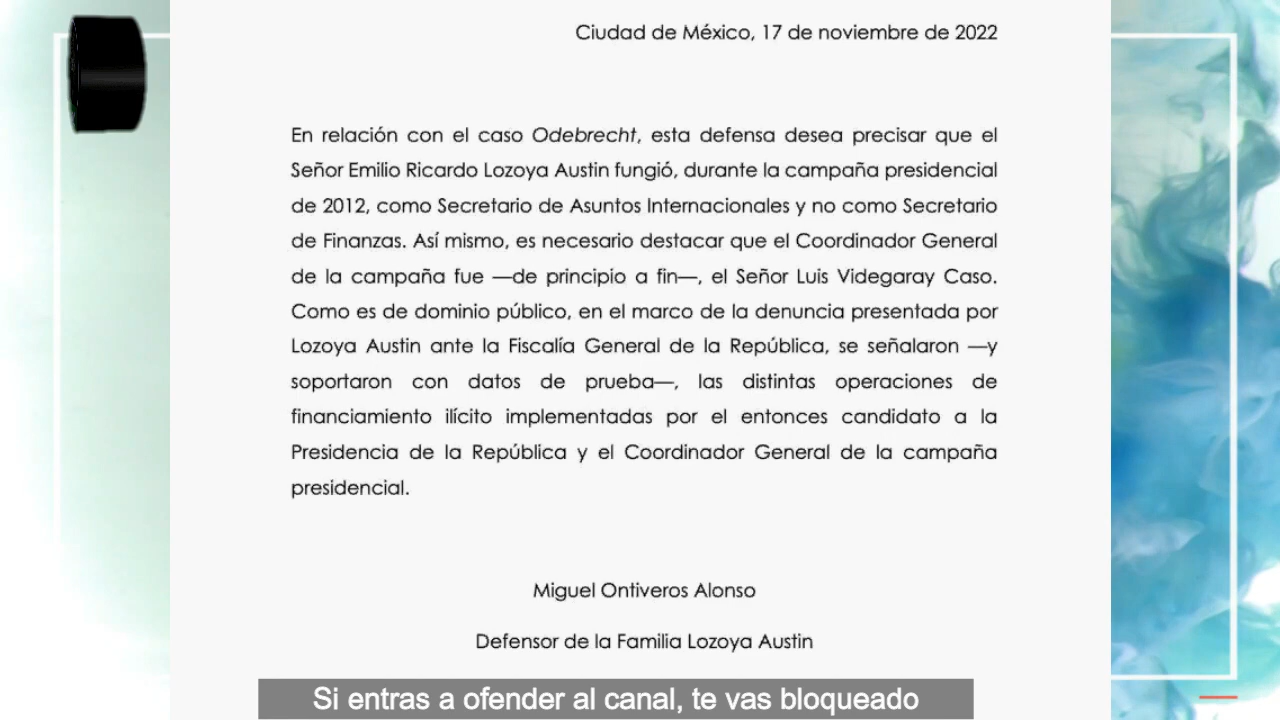 Ciudad de México, 17 de noviembre de 2022
En relación con el caso Odebrecht, esta defensa desea precisar que el
Señor Emilio Ricardo Lozoya Austin fungió, durante la campaña presidencial
de 2012, como Secretario de Asuntos Internacionales y no como Secretario
de Finanzas. Así mismo, es necesario destacar que el Coordinador General
de la campaña fue —de principio a fin—, el Señor Luis Videgaray Caso.
Como es de dominio público, en el marco de la denuncia presentada por
Lozoya Austin ante la Fiscalía General de la República, se señalaron —y
soportaron con datos de prueba—, las distintas operaciones de
financiamiento ilícito implementadas por el entonces candidato a la
Presidencia de la República y el Coordinador General de la campaña
presidencial.
Miguel Ontiveros Alonso
Defensor de la Familia Lozoya Austin
Si entras a ofender al canal, te vas bloqueado